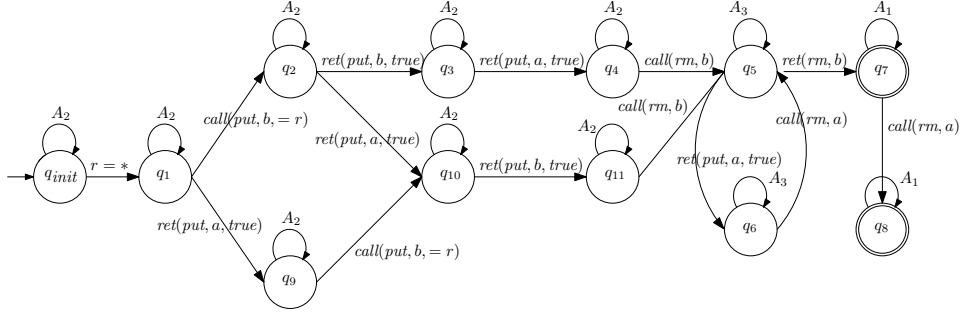 A₂ A₂ A₂ A₃ A₁
q₂ ret(put, b, true) q₃ ret(put, a, true) q₄ call(rm, b) q₅ ret(rm, b) q₇
A₂ A₂ call(put, b, = r) ret(put, a, true) A₂ A₂ call(rm, b) call(rm, a) call(rm, a)
q_init r = * q₁ q₁₀ ret(put, b, true) q₁₁ ret(put, a, true) A₃ A₁
ret(put, a, true) A₂ q₆ q₈
q₉ call(put, b, = r)